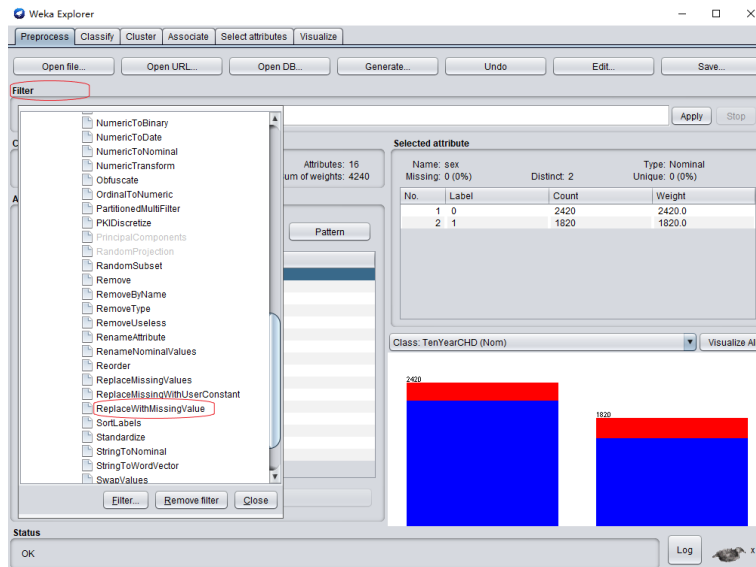 Weka Explorer
Preprocess Classify Cluster Associate Select attributes Visualize
Open file... Open URL... Open DB... Generate... Undo Edit... Save...
Filter
Apply Stop
NumericToBinary
NumericToDate
NumericToNominal
NumericTransform
Obfuscate
OrdinalToNumeric
PartitionedMultiFilter
PKIDiscretize
PrincipalComponents
RandomProjection
RandomSubset
Remove
RemoveByName
RemoveType
RemoveUseless
RenameAttribute
RenameNominalValues
Reorder
ReplaceMissingValues
ReplaceMissingWithUserConstant
ReplaceWithMissingValue
SortLabels
Standardize
StringToNominal
StringToWordVector
SwapValues
Filter... Remove filter Close
Attributes: 16
um of weights: 4240
Pattern
Selected attribute
Name: sex Type: Nominal
Missing: 0 (0%) Distinct: 2 Unique: 0 (0%)
No. Label Count Weight
1 0 2420 2420.0
2 1 1820 1820.0
Class: TenYearCHD (Nom) Visualize Al
2420
1820
Status
OK Log x